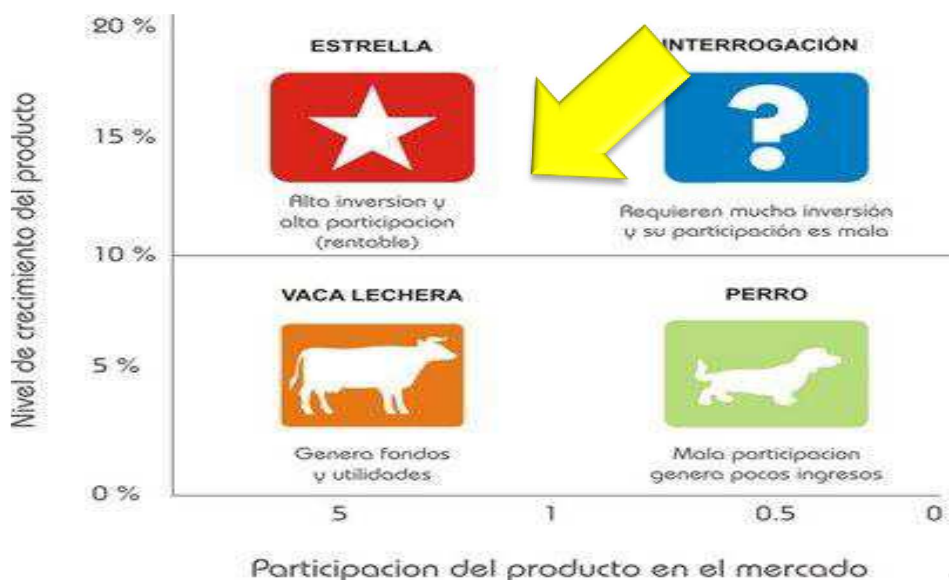 20 %
ESTRELLA
INTERROGACIÓN
15 %
?
Alta inversion y
alta participacion
(rentable)
Requieren mucha inversión
y su participación es mala
10 %
VACA LECHERA
PERRO
5 %
Genera fondos
y utilidades
Mala participacion
genera pocos ingresos
0 %
5
1
0.5
0
Nivel de crecimiento del producto
Participacion del producto en el mercado